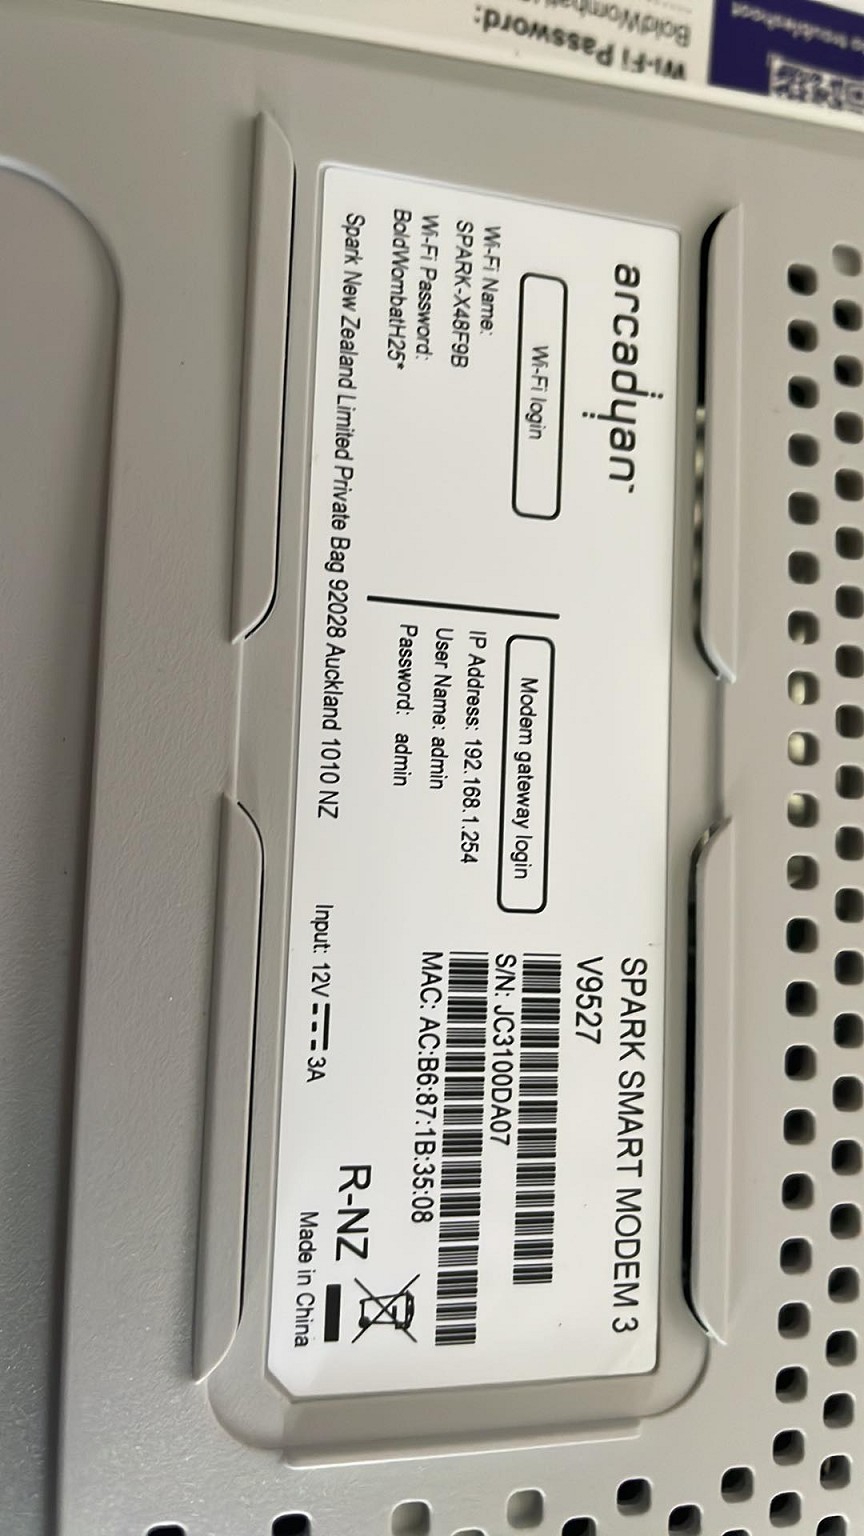 arcadyan™
Wi-Fi login
Wi-Fi Name:
SPARK-X48F9B
Wi-Fi Password:
BoldWombatH25*
Modem gateway login
IP Address: 192.168.1.254
User Name: admin
Password: admin
SPARK SMART MODEM 3
V9527
S/N: JC3100DA07
MAC: AC:B6:87:1B:35:08
Spark New Zealand Limited Private Bag 92028 Auckland 1010 NZ
Input: 12V 3A
R-NZ
Made in China
Wi-Fi Password:
troubleshoot